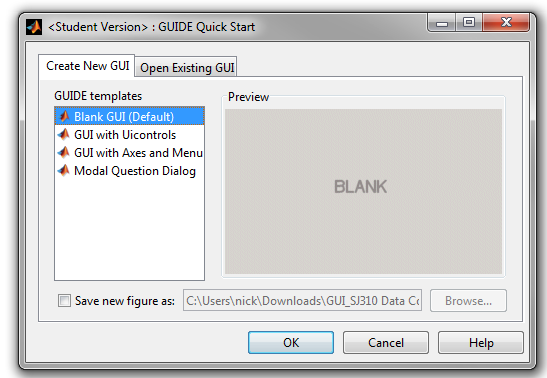 <Student Version> : GUIDE Quick Start
Create New GUI
Open Existing GUI
GUIDE templates
Blank GUI (Default)
GUI with Uicontrols
GUI with Axes and Menu
Modal Question Dialog
Preview
BLANK
Save new figure as:
C:\Users\nick\Downloads\GUI_SJ310 Data Co
Browse...
OK
Cancel
Help